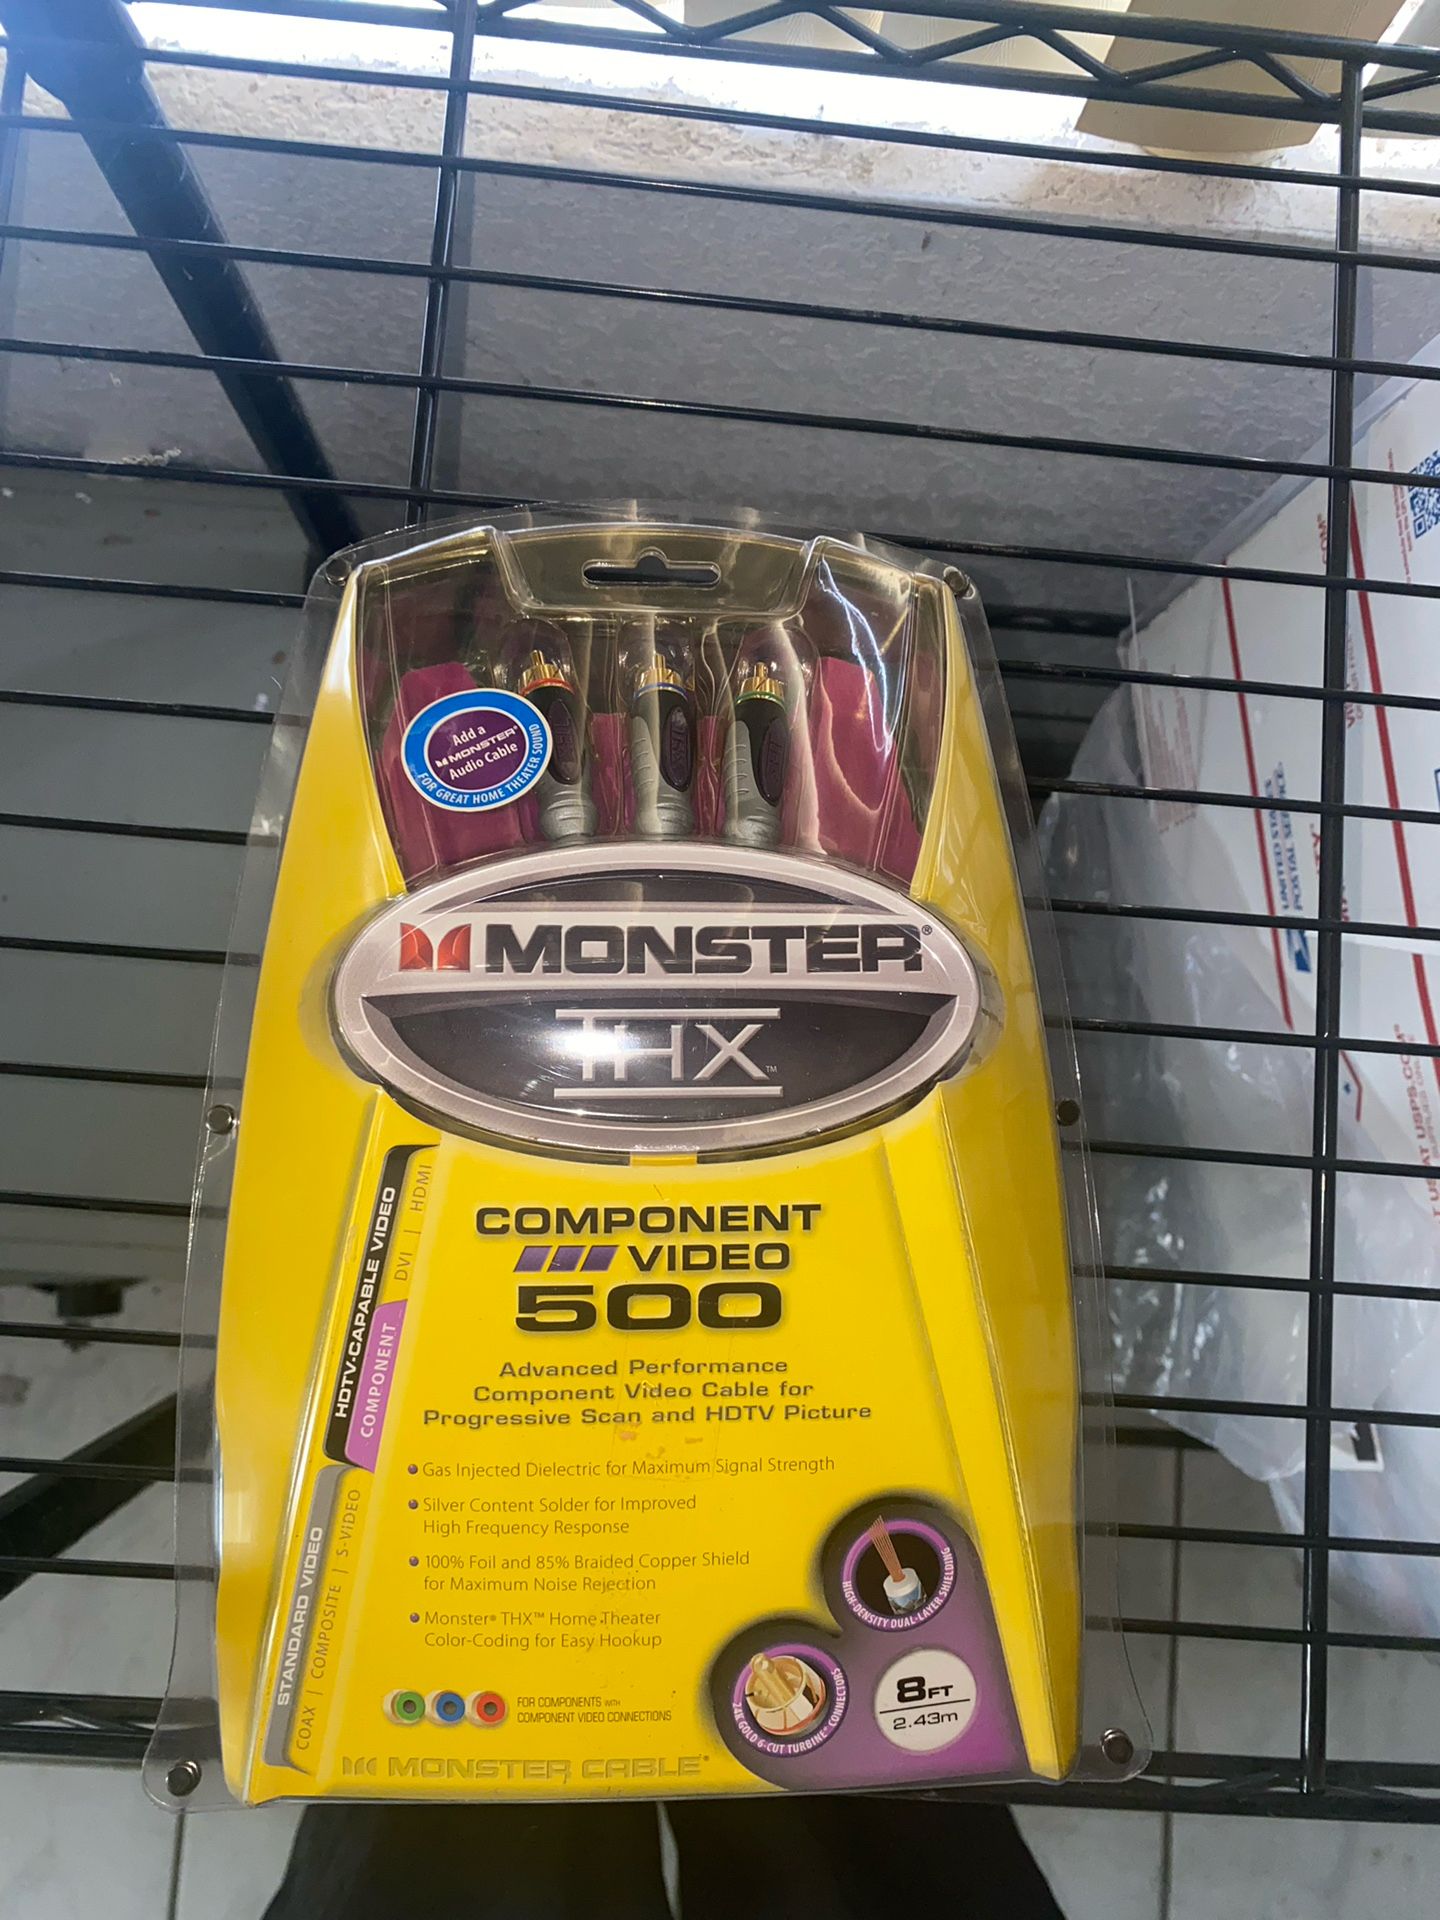 Add a
MONSTER®
Audio Cable
FOR GREAT HOME THEATER SOUND
MONSTER®
THX™
COMPONENT
VIDEO
500
Advanced Performance
Component Video Cable for
Progressive Scan and HDTV Picture
• Gas Injected Dielectric for Maximum Signal Strength
• Silver Content Solder for Improved
High Frequency Response
• 100% Foil and 85% Braided Copper Shield
for Maximum Noise Rejection
• Monster® THX™ Home Theater
Color-Coding for Easy Hookup
FOR COMPONENTS WITH
COMPONENT VIDEO CONNECTIONS
MONSTER CABLE®
HDTV-CAPABLE VIDEO
COMPONENT | DVI | HDMI
STANDARD VIDEO
COAX | COMPOSITE | S-VIDEO
HIGH-DENSITY DUAL-LAYER SHIELDING
24K GOLD 6-CUT TURBINE® CONNECTORS
8FT
2.43m
UNITED STATES
POSTAL SERVICE.